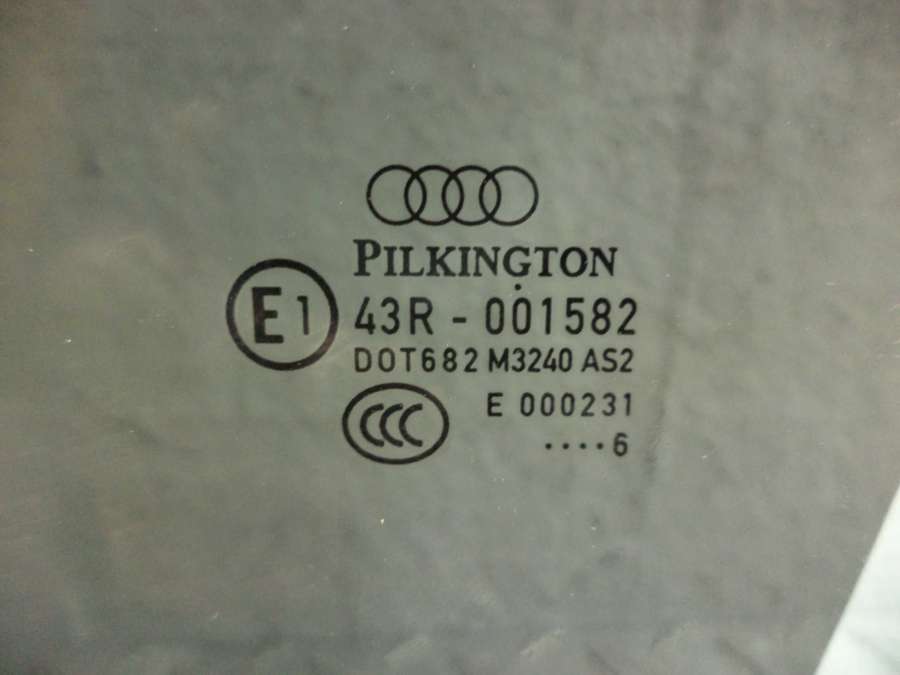 PILKINGTON
E1 43R - 001582
DOT682 M3240 AS2
CCC E 000231
····6